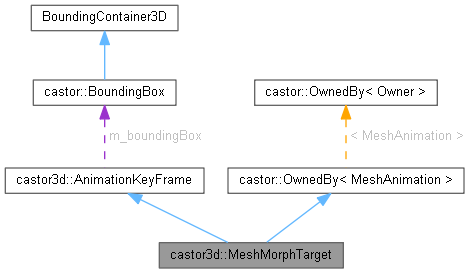 BoundingContainer3D
castor::BoundingBox
castor::OwnedBy< Owner >
m_boundingBox
< MeshAnimation >
castor3d::AnimationKeyFrame
castor::OwnedBy< MeshAnimation >
castor3d::MeshMorphTarget